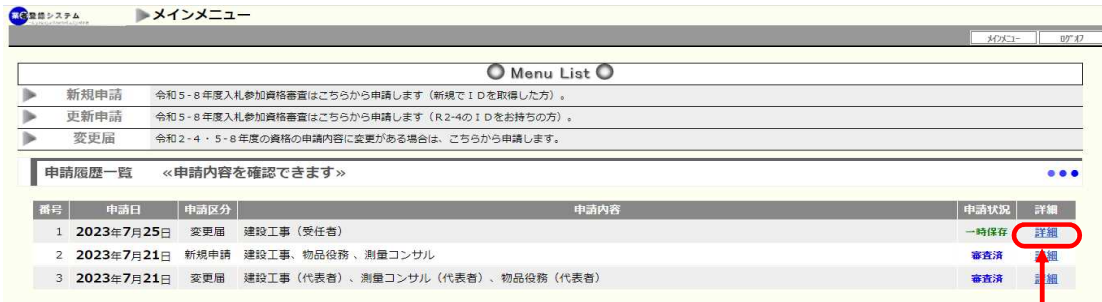 業者登録システム
メインメニュー
メインメニュー ログオフ
Menu List
新規申請 令和5-8年度入札参加資格審査はこちらから申請します（新規でIDを取得した方）。
更新申請 令和5-8年度入札参加資格審査はこちらから申請します（R2-4のIDをお持ちの方）。
変更届 令和2-4・5-8年度の資格の申請内容に変更がある場合は、こちらから申請します。
申請履歴一覧 ≪申請内容を確認できます≫
番号 申請日 申請区分 申請内容 申請状況 詳細
1 2023年7月25日 変更届 建設工事（受任者） 一時保存 詳細
2 2023年7月21日 新規申請 建設工事、物品役務、測量コンサル 審査済 詳細
3 2023年7月21日 変更届 建設工事（代表者）、測量コンサル（代表者）、物品役務（代表者） 審査済 詳細